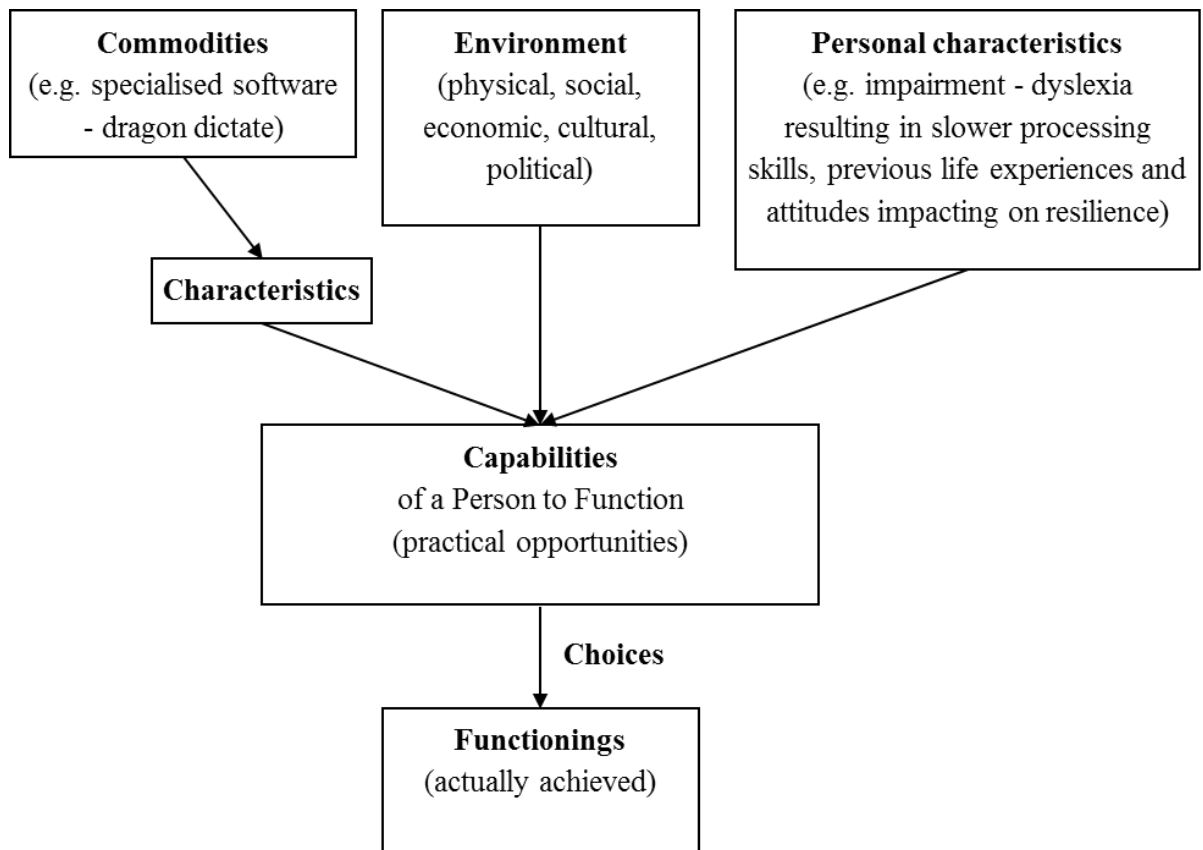 Commodities
(e.g. specialised software
- dragon dictate)
Environment
(physical, social,
economic, cultural,
political)
Personal characteristics
(e.g. impairment - dyslexia
resulting in slower processing
skills, previous life experiences and
attitudes impacting on resilience)
Characteristics
Capabilities
of a Person to Function
(practical opportunities)
Choices
Functionings
(actually achieved)